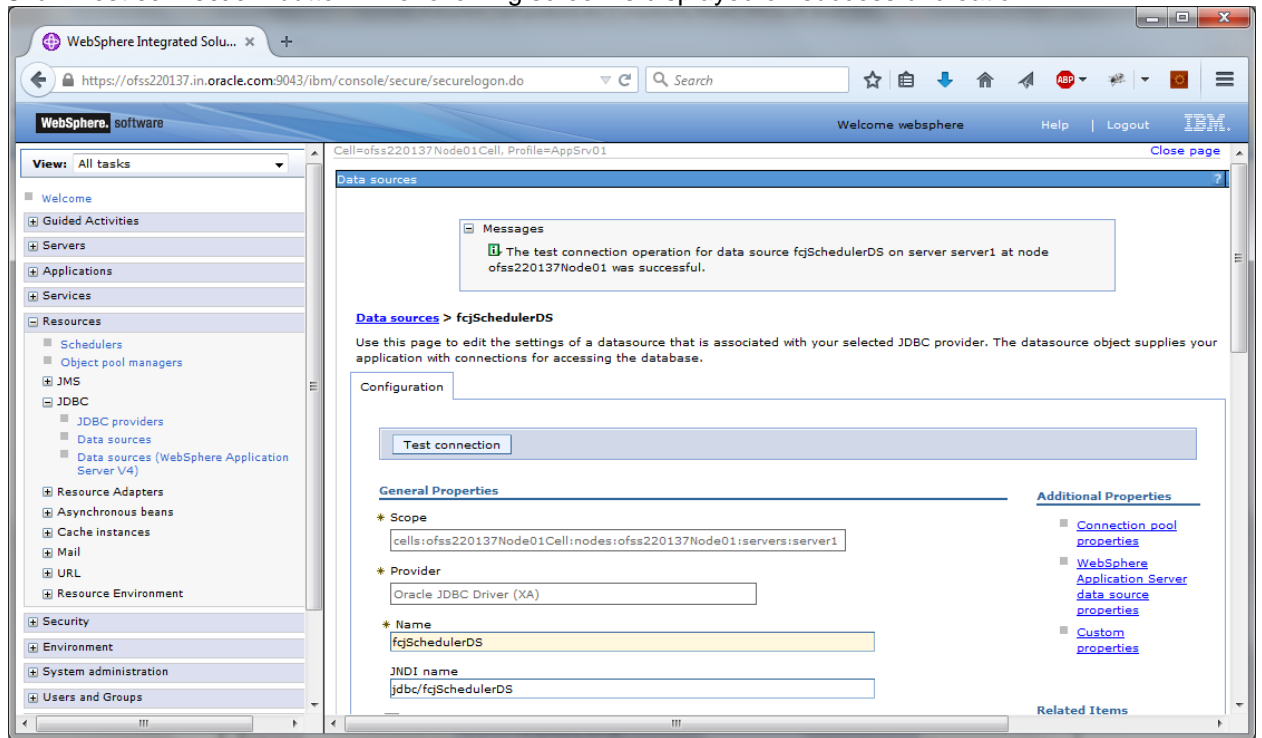 WebSphere Integrated Solu...
https://ofss220137.in.oracle.com:9043/ibm/console/secure/securelogon.do
Search
ABP
WebSphere. software
Welcome websphere
Help | Logout
IBM.
View: All tasks
Welcome
Guided Activities
Servers
Applications
Services
Resources
Schedulers
Object pool managers
JMS
JDBC
JDBC providers
Data sources
Data sources (WebSphere Application
Server V4)
Resource Adapters
Asynchronous beans
Cache instances
Mail
URL
Resource Environment
Security
Environment
System administration
Users and Groups
Cell=ofss220137Node01Cell, Profile=AppSrv01
Close page
Data sources
?
Messages
The test connection operation for data source fcjSchedulerDS on server server1 at node
ofss220137Node01 was successful.
Data sources > fcjSchedulerDS
Use this page to edit the settings of a datasource that is associated with your selected JDBC provider. The datasource object supplies your
application with connections for accessing the database.
Configuration
Test connection
General Properties
* Scope
cells:ofss220137Node01Cell:nodes:ofss220137Node01:servers:server1
* Provider
Oracle JDBC Driver (XA)
* Name
fcjSchedulerDS
JNDI name
jdbc/fcjSchedulerDS
Additional Properties
Connection pool
properties
WebSphere
Application Server
data source
properties
Custom
properties
Related Items